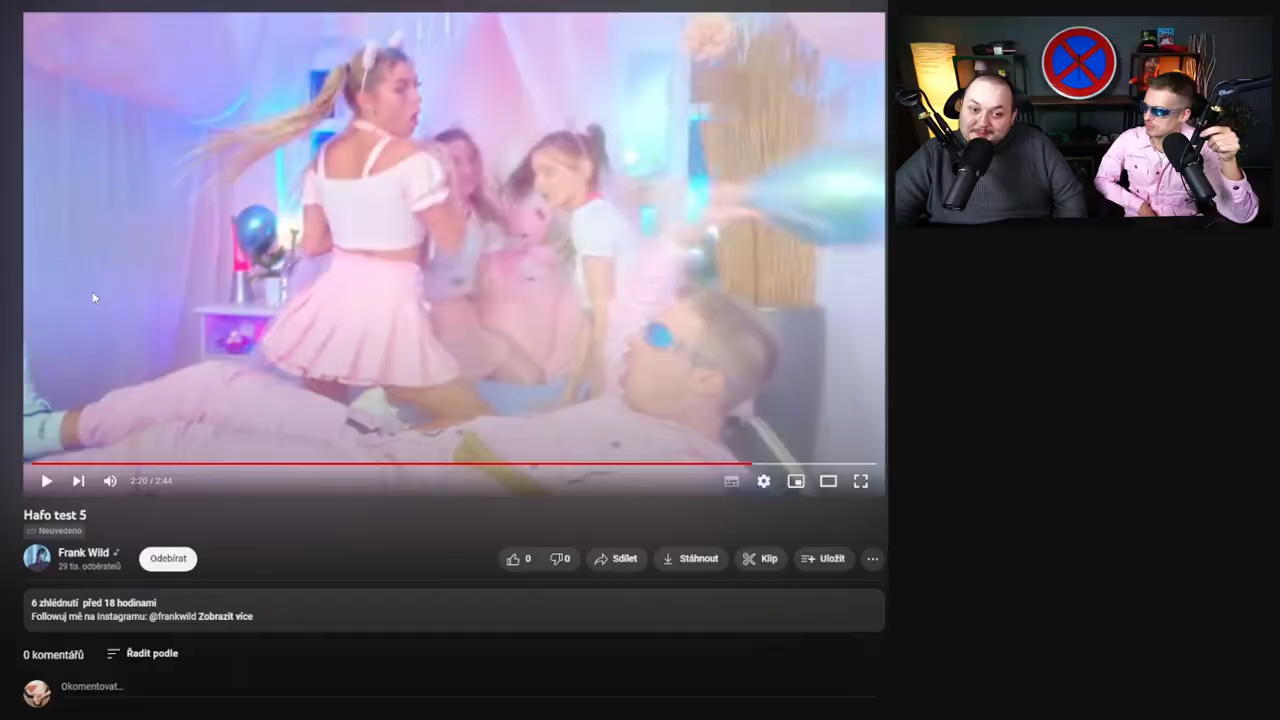 2:20 / 2:44
Hafo test 5
Neuvedeno
Frank Wild
29 tis. odběratelů
Odebírat
0
0
Sdílet
Stáhnout
Klip
Uložit
6 zhlédnutí před 18 hodinami
Followuj mě na Instagramu: @frankwild Zobrazit více
0 komentářů
Řadit podle
Okomentovat...